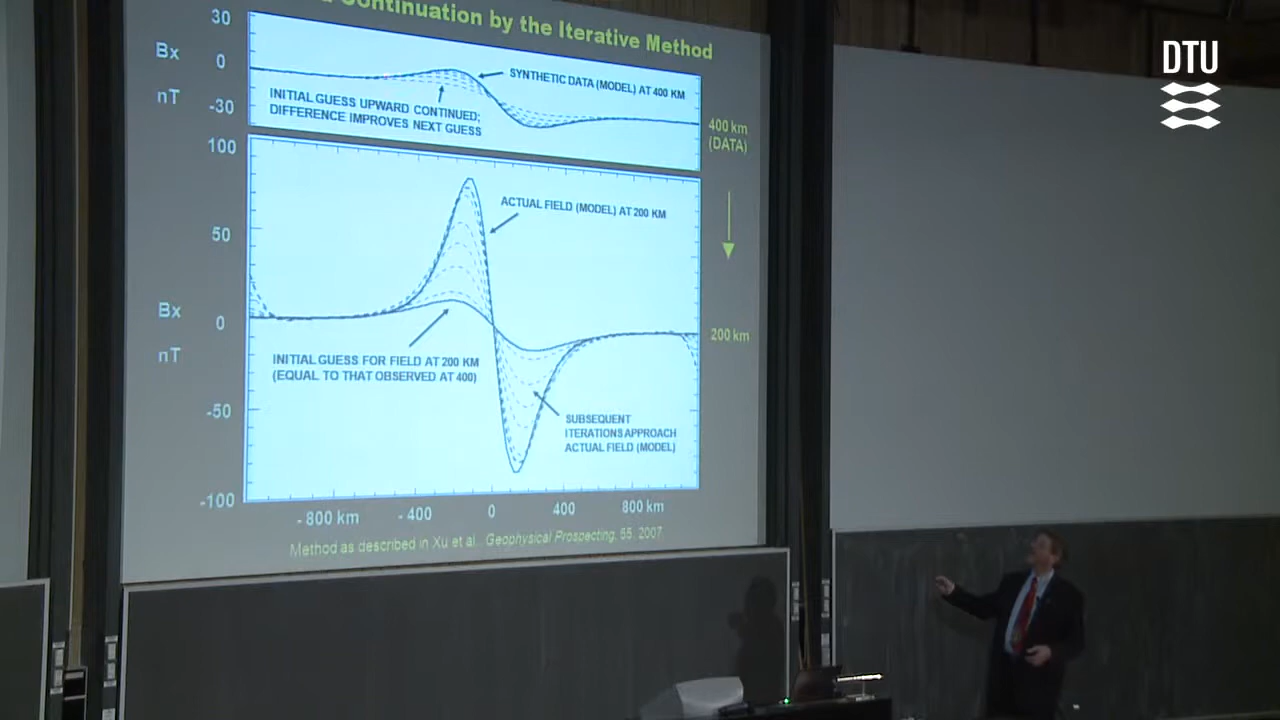 Continuation by the Iterative Method
30
Bx
0
nT
-30
SYNTHETIC DATA (MODEL) AT 400 KM
INITIAL GUESS UPWARD CONTINUED;
DIFFERENCE IMPROVES NEXT GUESS
400 km
(DATA)
100
50
Bx
0
nT
-50
-100
ACTUAL FIELD (MODEL) AT 200 KM
200 km
INITIAL GUESS FOR FIELD AT 200 KM
(EQUAL TO THAT OBSERVED AT 400)
SUBSEQUENT
ITERATIONS APPROACH
ACTUAL FIELD (MODEL)
- 800 km - 400 0 400 800 km
Method as described in Xu et al., Geophysical Prospecting, 55, 2007
DTU